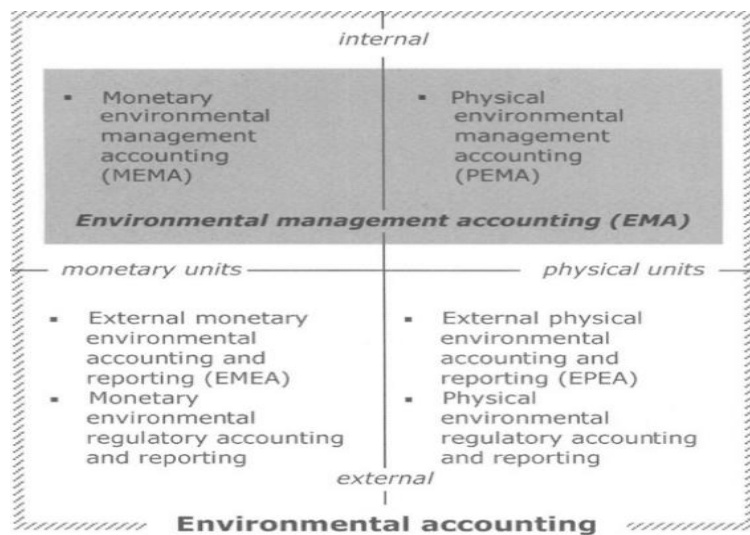 internal
▪ Monetary
environmental
management
accounting
(MEMA)
▪ Physical
environmental
management
accounting
(PEMA)
Environmental management accounting (EMA)
monetary units
physical units
▪ External monetary
environmental
accounting and
reporting (EMEA)
▪ Monetary
environmental
regulatory accounting
and reporting
▪ External physical
environmental
accounting and
reporting (EPEA)
▪ Physical
environmental
regulatory accounting
and reporting
external
Environmental accounting